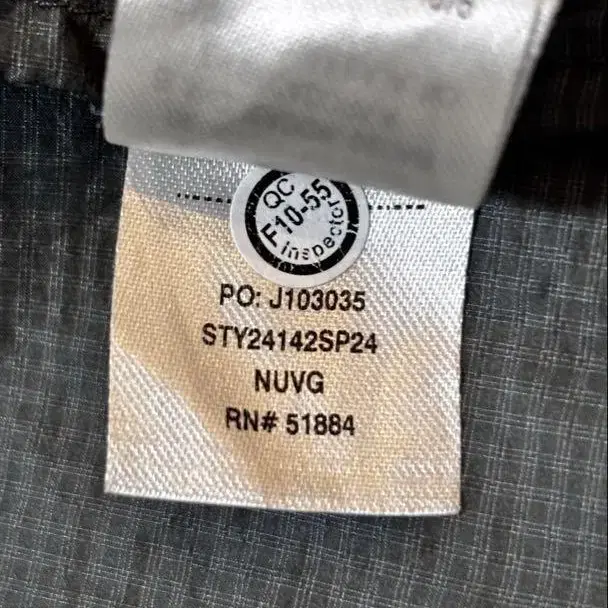 QC
F10-55
inspector
PO: J103035
STY24142SP24
NUVG
RN# 51884